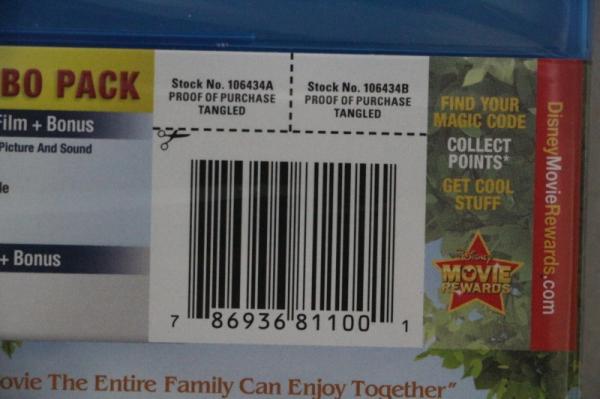 BO PACK
Film + Bonus
Picture And Sound
le
+ Bonus
Stock No. 106434A
PROOF OF PURCHASE
TANGLED
Stock No. 106434B
PROOF OF PURCHASE
TANGLED
7 86936 81100 1
FIND YOUR
MAGIC CODE
COLLECT
POINTS*
GET COOL
STUFF
Disney
MOVIE
REWARDS
DisneyMovieRewards.com
ovie The Entire Family Can Enjoy Together"